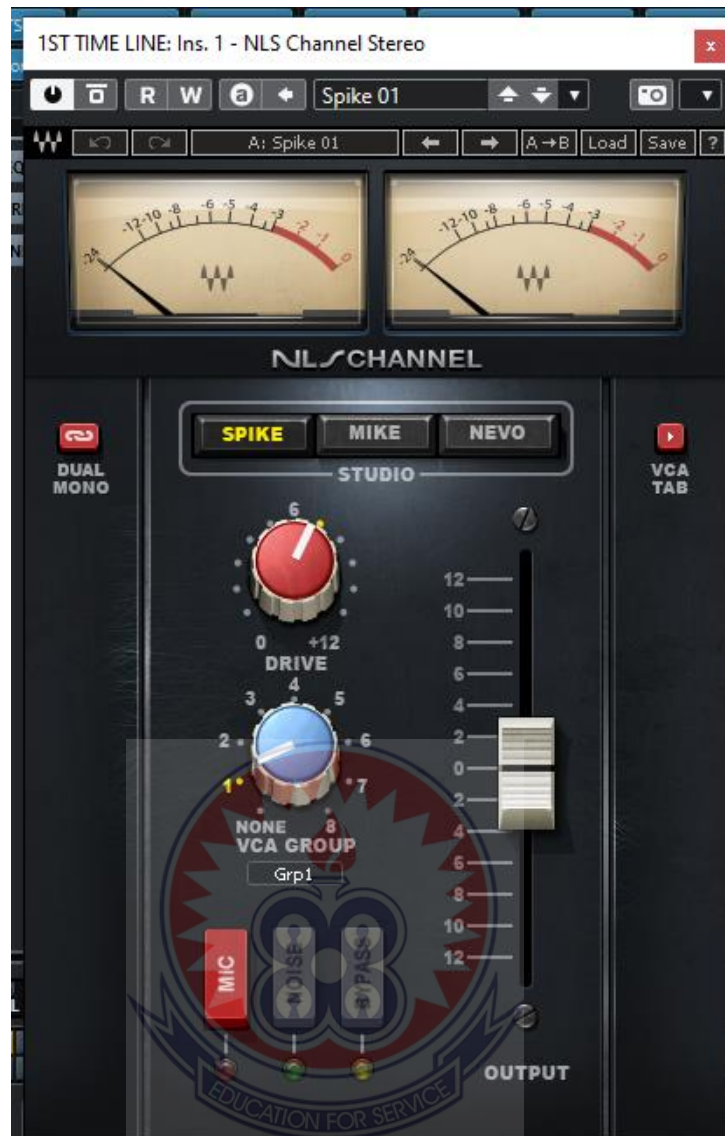 1ST TIME LINE: Ins. 1 - NLS Channel Stereo
x
R W a Spike 01
A: Spike 01 A→B Load Save ?
-24 -12 -10 -8 -6 -5 -4 -3 -2 -1 0
-24 -12 -10 -8 -6 -5 -4 -3 -2 -1 0
NLS CHANNEL
SPIKE MIKE NEVO
STUDIO
DUAL
MONO
VCA
TAB
6
0 +12
DRIVE
4
3 5
2 6
1 7
NONE 8
VCA GROUP
Grp1
12
10
8
6
4
2
0
2
4
6
8
10
12
MIC NOISE BYPASS
OUTPUT
EDUCATION FOR SERVICE